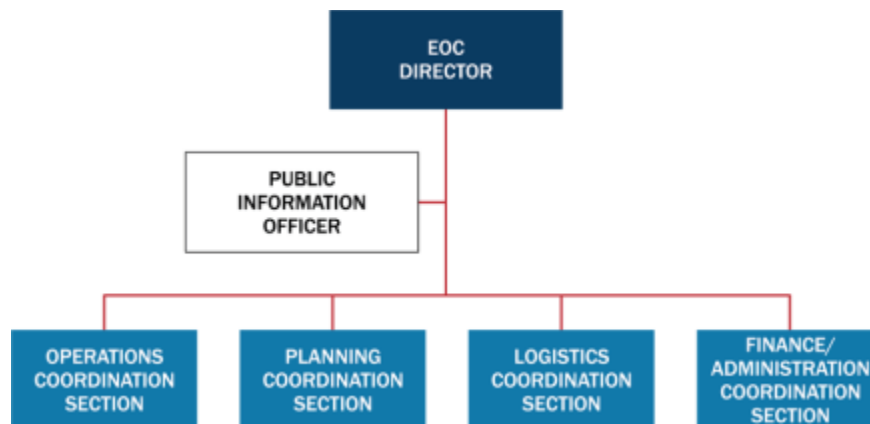 EOC
DIRECTOR
PUBLIC
INFORMATION
OFFICER
OPERATIONS
COORDINATION
SECTION
PLANNING
COORDINATION
SECTION
LOGISTICS
COORDINATION
SECTION
FINANCE/
ADMINISTRATION
COORDINATION
SECTION